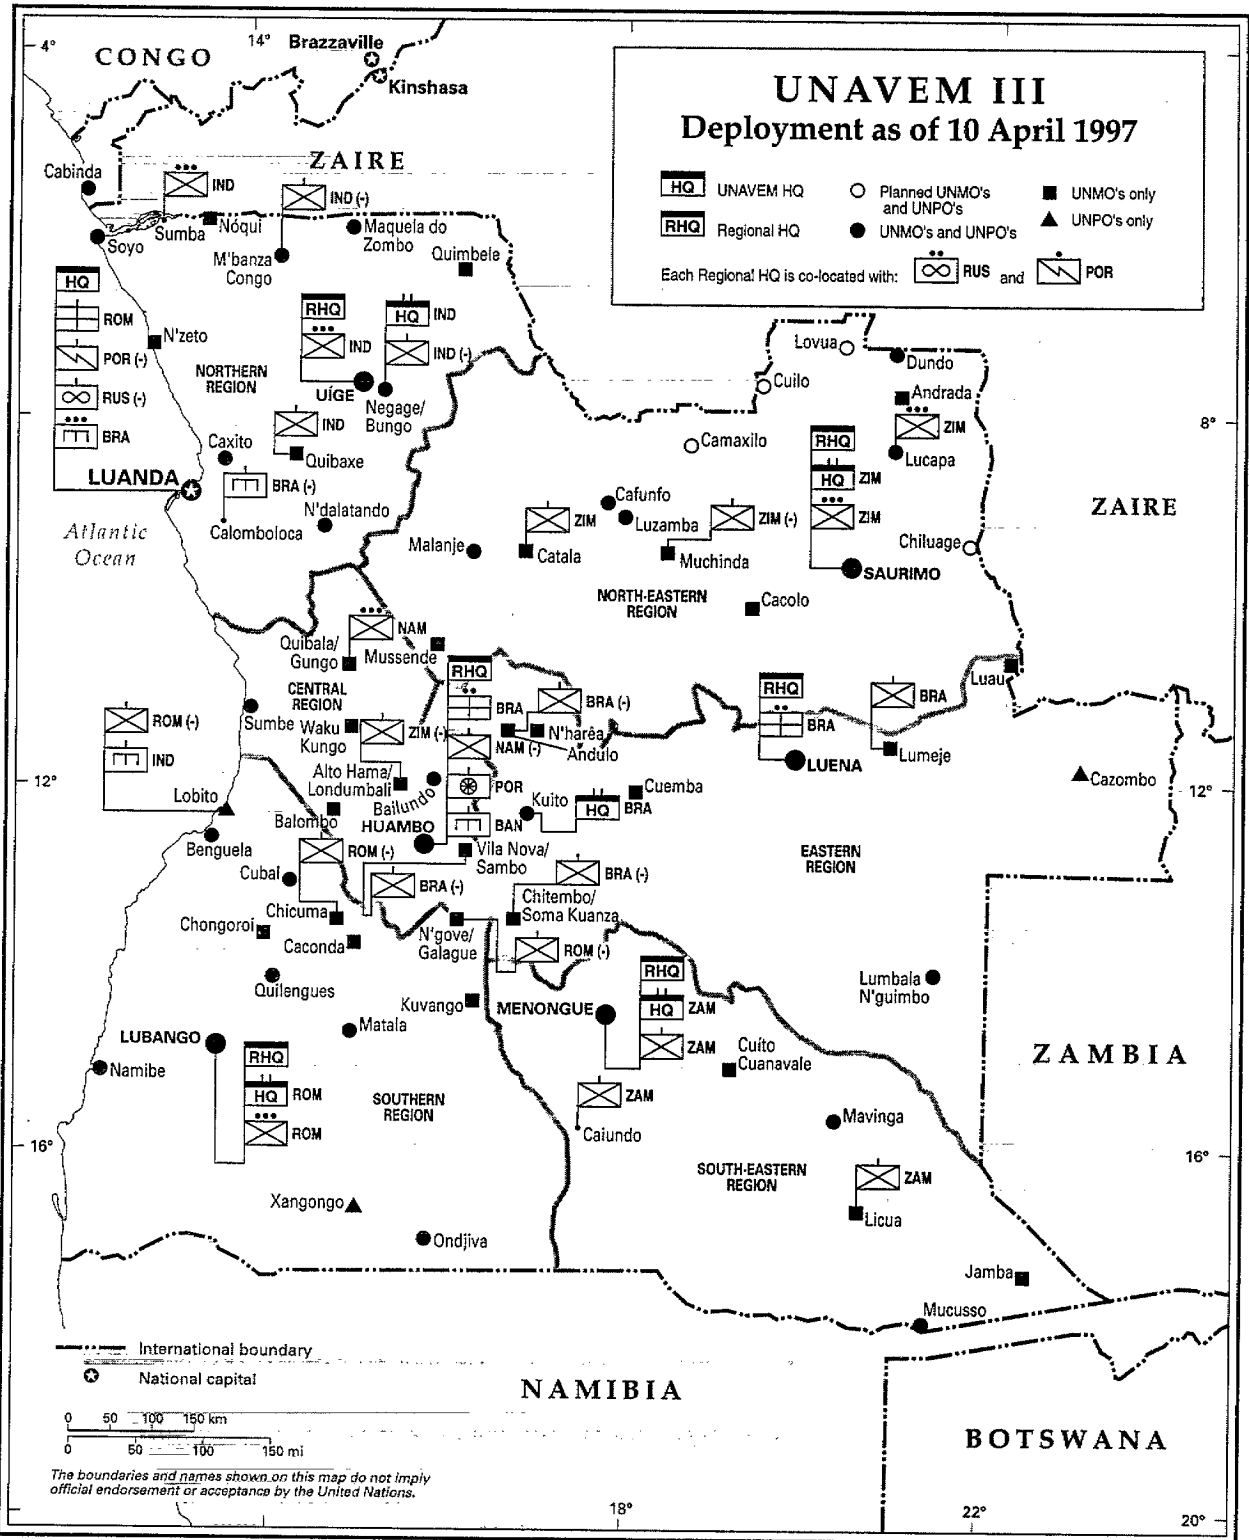 4°
CONGO
14°
Brazzaville
Kinshasa
UNAVEM III
Deployment as of 10 April 1997
HQ
UNAVEM HQ
RHQ
Regional HQ
Planned UNMO's
and UNPO's
UNMO's and UNPO's
UNMO's only
UNPO's only
Each Regional HQ is co-located with:
RUS
and
POR
ZAIRE
Cabinda
IND
IND (-)
Soyo
Sumba
Nóqui
M'banza
Congo
Maquela do
Zombo
Quimbele
HQ
ROM
POR (-)
RUS (-)
BRA
N'zeto
NORTHERN
REGION
RHQ
IND
HQ
IND
IND (-)
UÍGE
Negage/
Bungo
IND
Caxito
Quibaxe
LUANDA
BRA (-)
Calomboloca
N'dalatando
Atlantic
Ocean
Lovua
Dundo
Cuilo
Andrada
ZIM
Lucapa
Camaxilo
8°
RHQ
HQ
ZIM
ZIM
SAURIMO
ZAIRE
Chiluage
Cafunfo
Luzamba
ZIM
ZIM (-)
Malanje
Catala
Muchinda
NORTH-EASTERN
REGION
Cacolo
NAM
Quibala/
Gungo
Mussende
CENTRAL
REGION
Sumbe
Waku
Kungo
ZIM (-)
Alto Hama/
Londumbali
Bailundo
Balombo
HUAMBO
RHQ
BRA
NAM (-)
POR
BAN
BRA (-)
N'harêa
Andulo
Kuito
HQ
BRA
Cuemba
Vila Nova/
Sambo
RHQ
BRA
LUENA
BRA
Lumeje
Luau
Cazombo
12°
12°
ROM (-)
IND
Lobito
Benguela
Cubal
ROM (-)
BRA (-)
Chicuma
Chongoroi
Caconda
Quilengues
BRA (-)
Chitembo/
Soma Kuanza
N'gove/
Galague
ROM (-)
EASTERN
REGION
Lumbala
N'guimbo
Kuvango
MENONGUE
RHQ
HQ
ZAM
ZAM
Cuíto
Cuanavale
ZAMBIA
LUBANGO
Matala
Namibe
RHQ
HQ
ROM
ROM
SOUTHERN
REGION
ZAM
Caiundo
Mavinga
16°
16°
SOUTH-EASTERN
REGION
ZAM
Licua
Xangongo
Ondjiva
Jamba
Mucusso
International boundary
National capital
NAMIBIA
BOTSWANA
0 50 100 150 km
0 50 100 150 mi
The boundaries and names shown on this map do not imply
official endorsement or acceptance by the United Nations.
18°
22°
20°